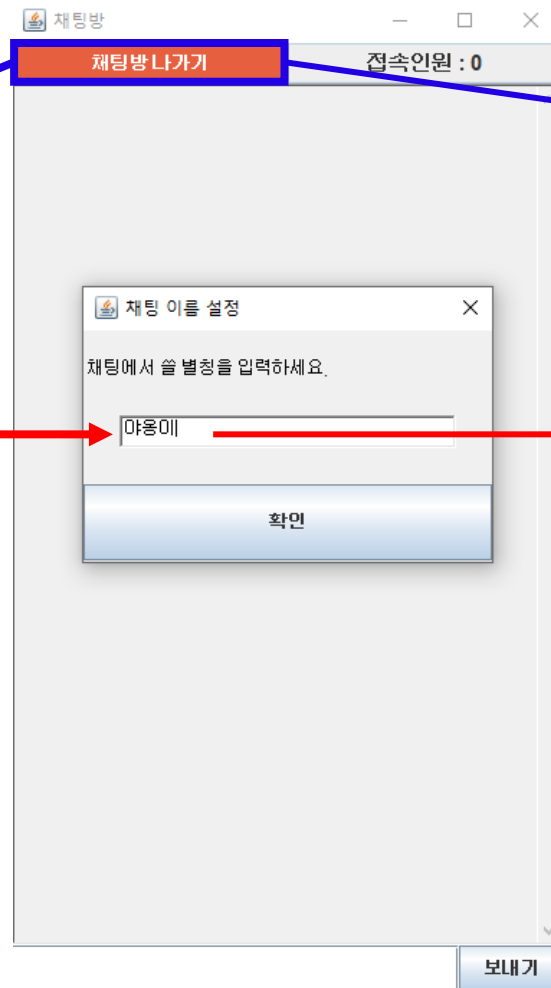 채팅방
채팅방 나가기
접속인원 : 0
채팅 이름 설정
채팅에서 쓸 별칭을 입력하세요.
야옹이
확인
보내기